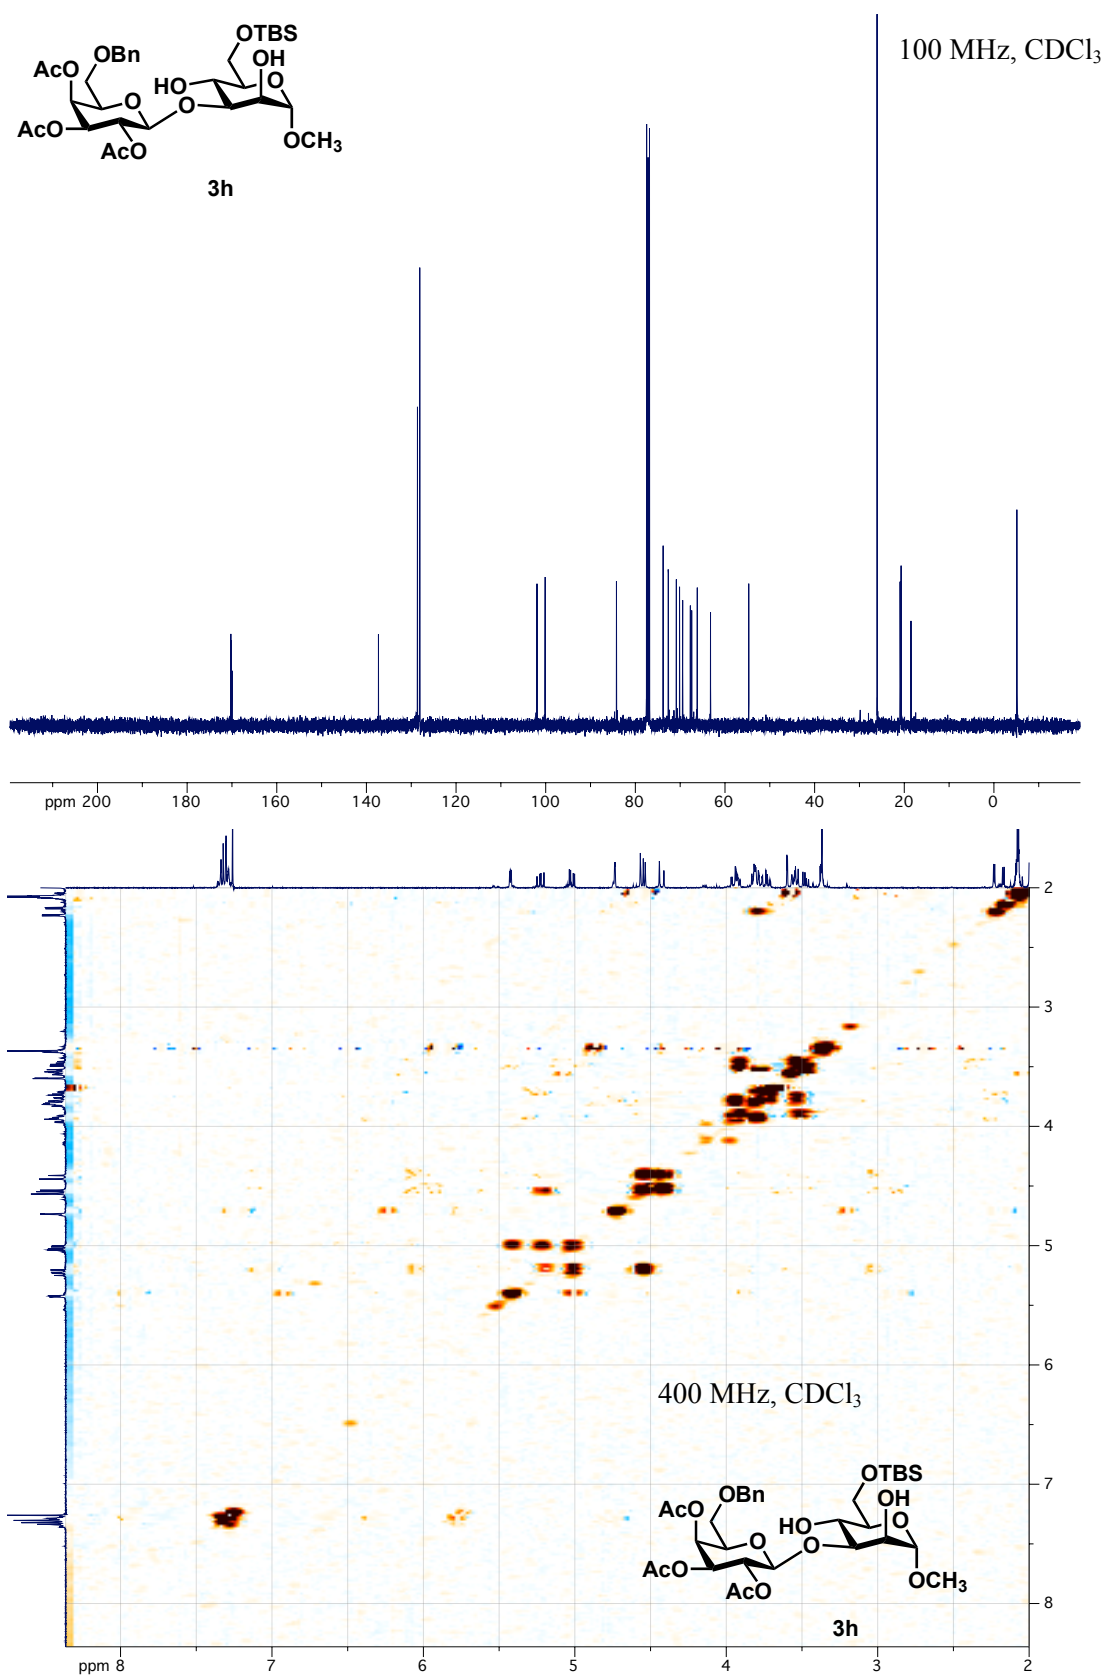 OTBS
100 MHz, CDCl₃
OBn
OH
AcO
HO
O
O
O
AcO
AcO
OCH₃
3h
ppm 200 180 160 140 120 100 80 60 40 20 0
2
3
4
5
6
400 MHz, CDCl₃
7
OTBS
OBn
OH
AcO
HO
O
O
O
AcO
AcO
OCH₃
8
3h
ppm 8 7 6 5 4 3 2